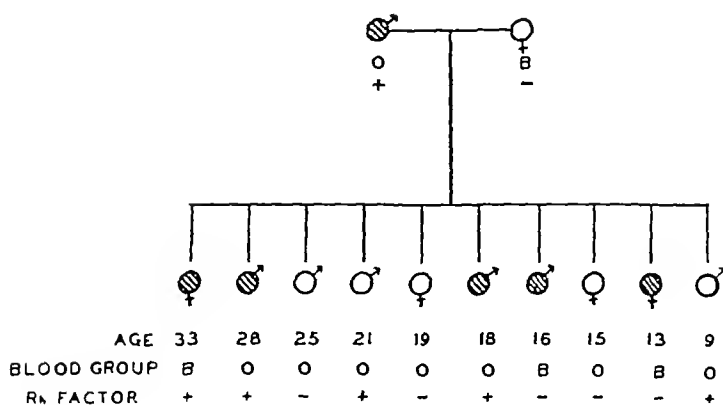 O B
+ −
AGE 33 28 25 21 19 18 16 15 13 9
BLOOD GROUP B O O O O O B O B O
Rh FACTOR + + − + − + − − − +